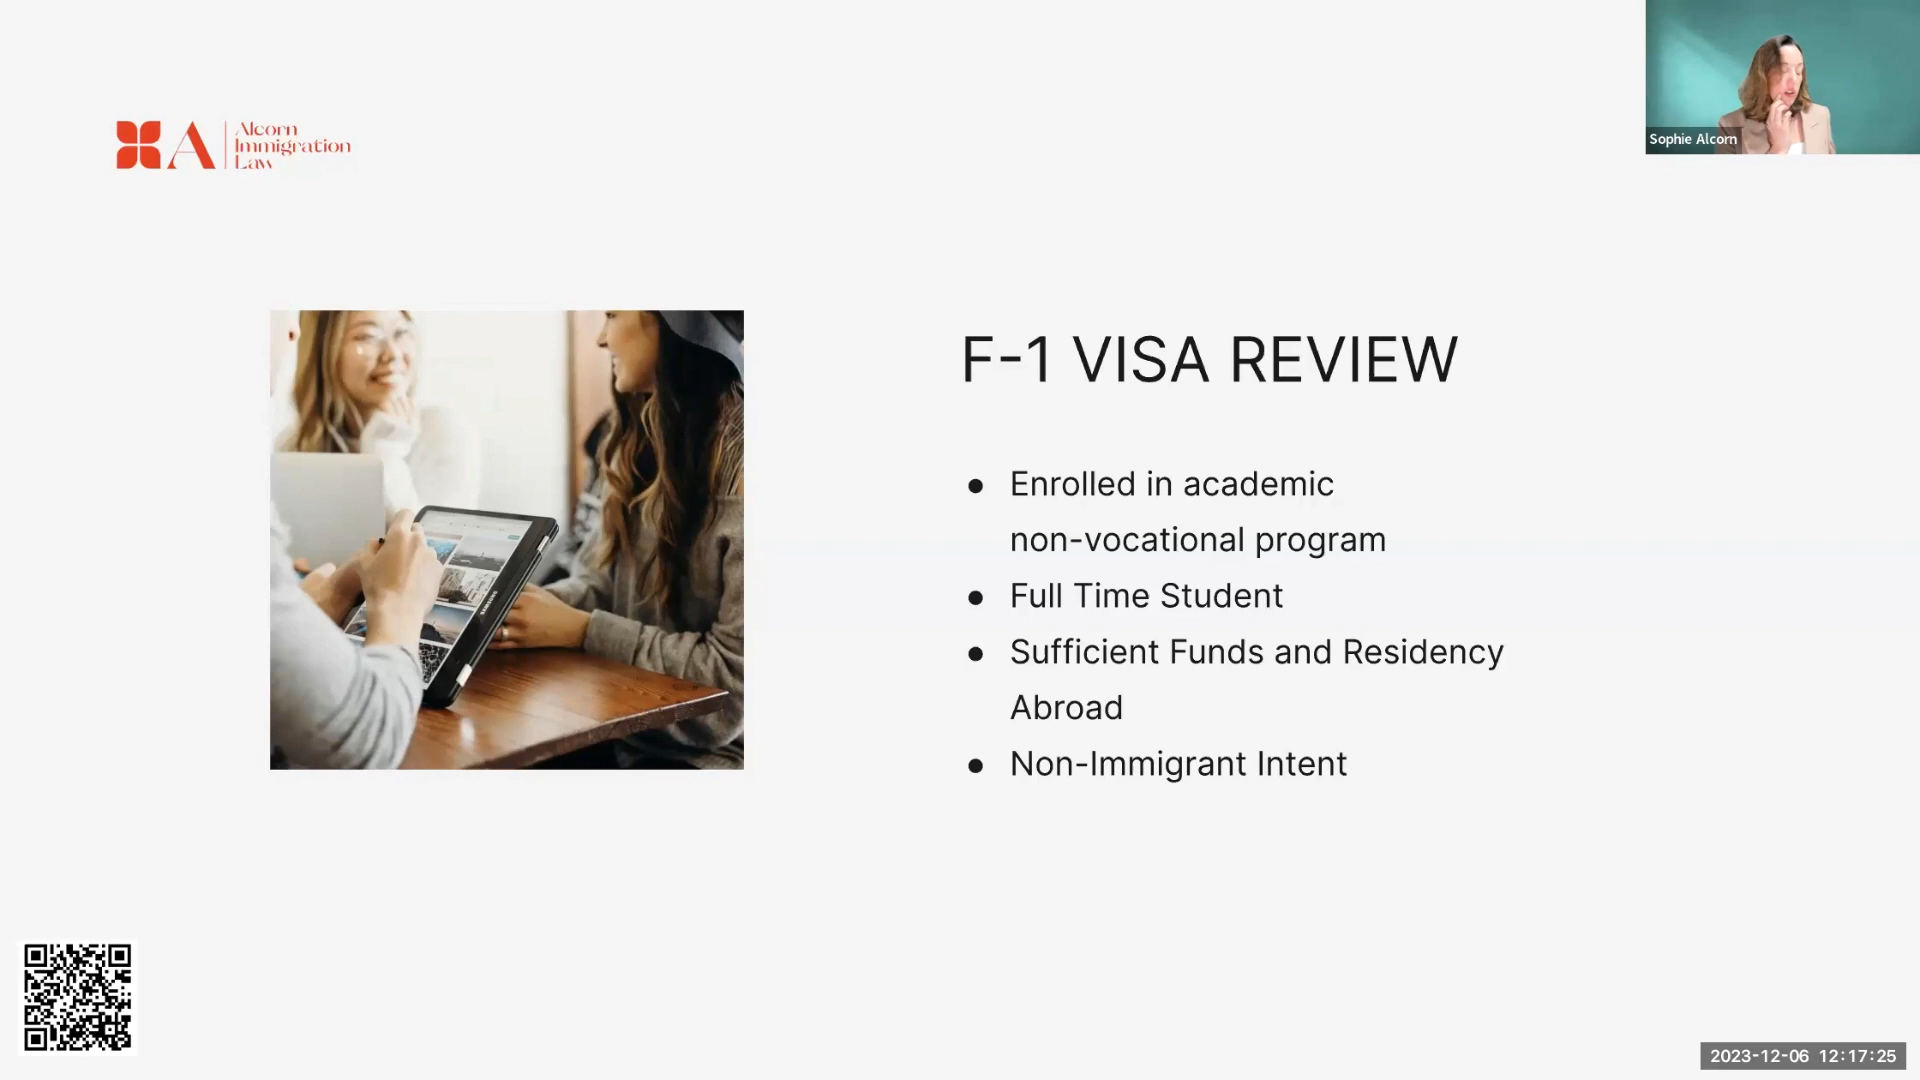 Alcorn
Immigration
Law
Sophie Alcorn
F-1 VISA REVIEW
● Enrolled in academic
non-vocational program
● Full Time Student
● Sufficient Funds and Residency
Abroad
● Non-Immigrant Intent
SAMSUNG
2023-12-06 12:17:25